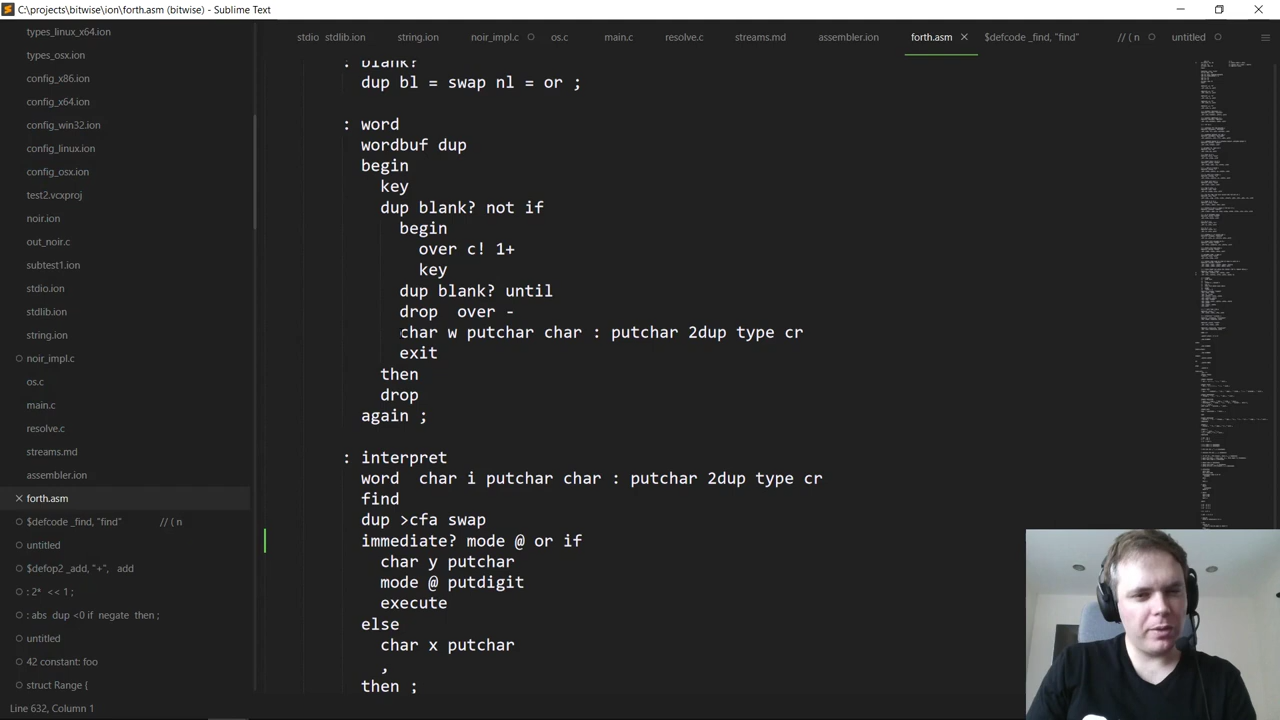 C:\projects\bitwise\ion\forth.asm (bitwise) - Sublime Text
stdio stdlib.ion string.ion noir_impl.c os.c main.c resolve.c streams.md assembler.ion forth.asm $defcode _find, "find" // ( n untitled
types_linux_x64.ion
types_osx.ion
config_x86.ion
config_x64.ion
config_win32.ion
config_linux.ion
config_osx.ion
test2.vcxproj
noir.ion
out_noir.c
subtest1.ion
stdio.ion
stdlib.ion
string.ion
noir_impl.c
os.c
main.c
resolve.c
streams.md
assembler.ion
forth.asm
$defcode _find, "find" // ( n
untitled
$defop2 _add, "+", add
: 2* << 1 ;
: abs dup <0 if negate then ;
untitled
42 constant: foo
struct Range {
: blank?
dup bl = swap nl = or ;
: word
wordbuf dup
begin
key
dup blank? not if
begin
over c! 1+
key
dup blank? until
drop over -
char w putchar char : putchar 2dup type cr
exit
then
drop
again ;
: interpret
word char i putchar char : putchar 2dup type cr
find
dup >cfa swap
immediate? mode @ or if
char y putchar
mode @ putdigit
execute
else
char x putchar
,
then ;
Line 632, Column 1